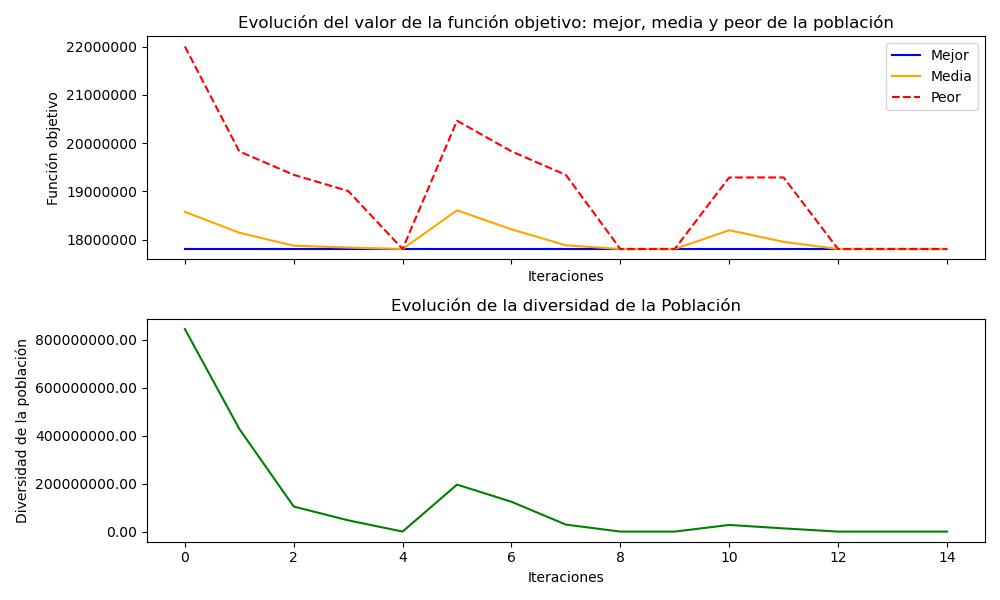 Evolución del valor de la función objetivo: mejor, media y peor de la población
22000000
21000000
20000000
19000000
18000000
Función objetivo
Mejor
Media
Peor
Iteraciones
Evolución de la diversidad de la Población
800000000.00
600000000.00
400000000.00
200000000.00
0.00
Diversidad de la población
0 2 4 6 8 10 12 14
Iteraciones